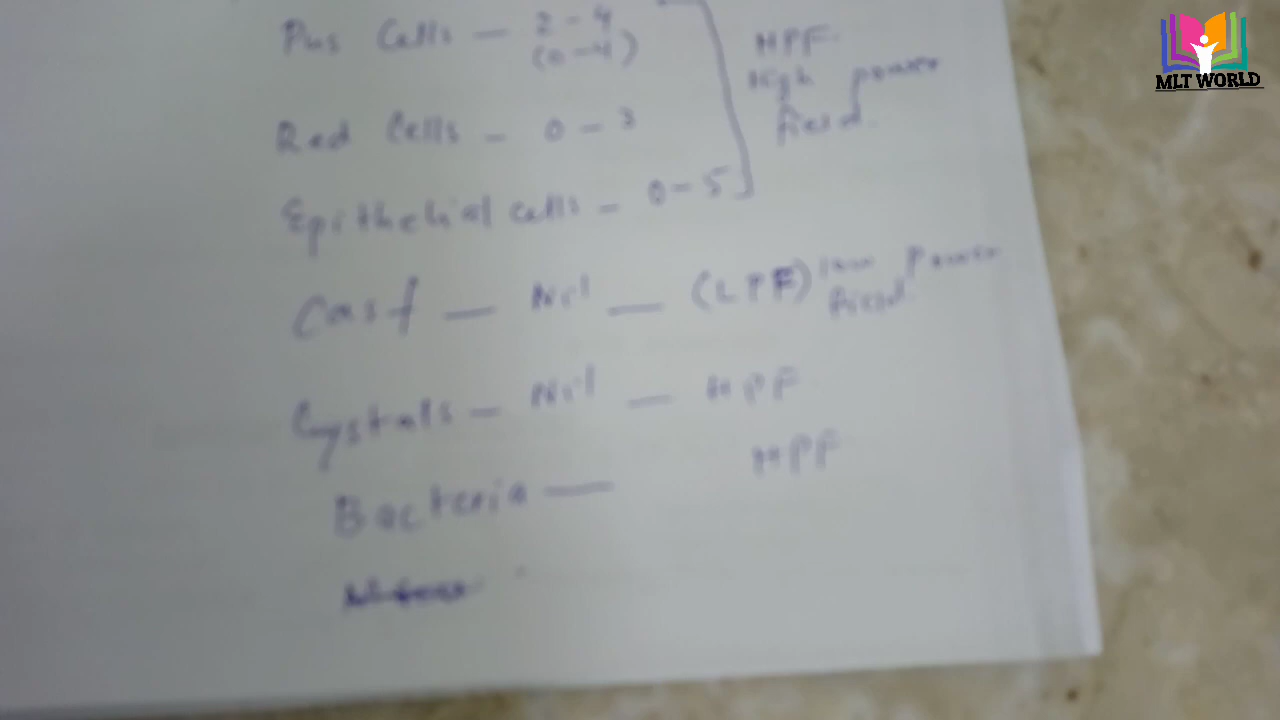 MLT WORLD
Pus Cells — 2 - 4
(0-4)
HPF
High power
field
Red Cells - 0 - 3
Epithelial cells - 0-5
Casf — Nil — (LPF) low Power
field
Crystals - Nil — HPF
Bacteria — HPF